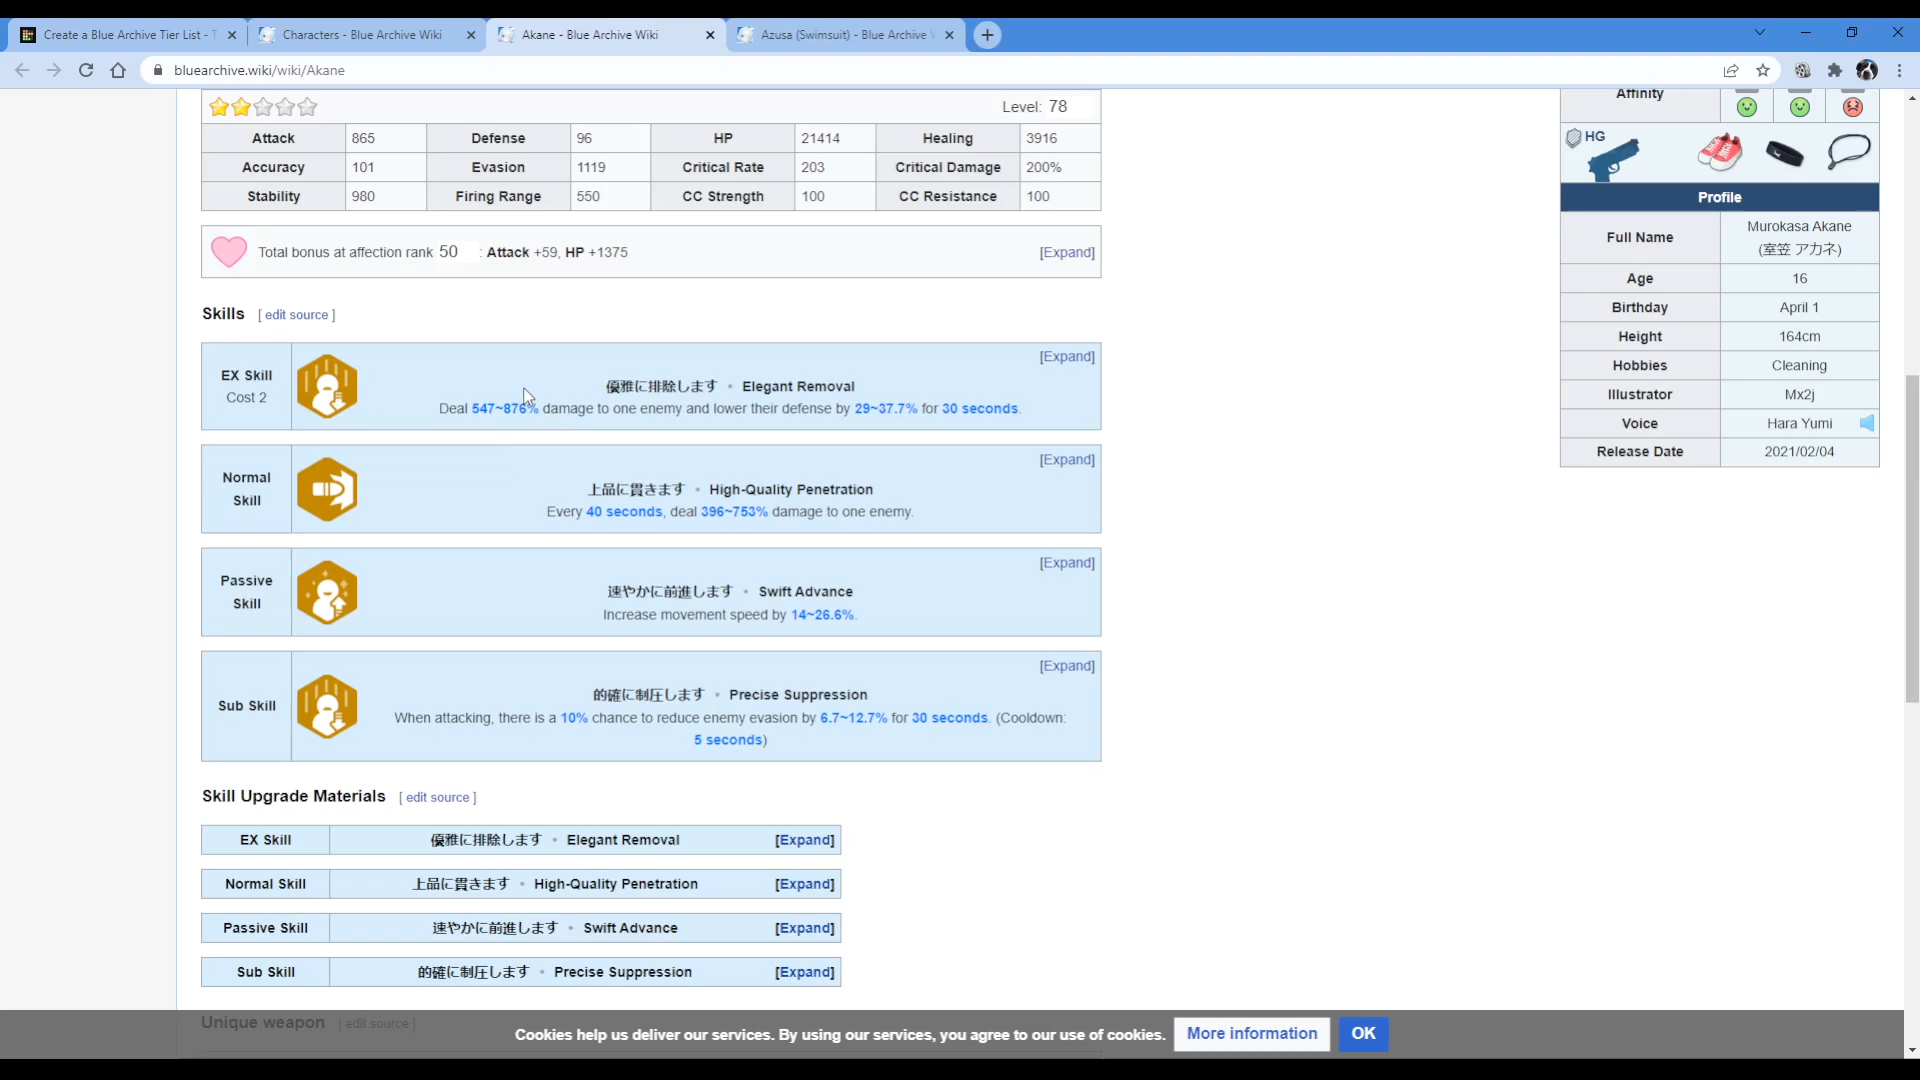 Create a Blue Archive Tier List -
Characters - Blue Archive Wiki
Akane - Blue Archive Wiki
Azusa (Swimsuit) - Blue Archive
bluearchive.wiki/wiki/Akane
Level: 78
Attack 865 Defense 96 HP 21414 Healing 3916
Accuracy 101 Evasion 1119 Critical Rate 203 Critical Damage 200%
Stability 980 Firing Range 550 CC Strength 100 CC Resistance 100
Total bonus at affection rank 50 : Attack +59, HP +1375 [Expand]
Skills [ edit source ]
EX Skill
Cost 2
[Expand]
優雅に排除します • Elegant Removal
Deal 547~876% damage to one enemy and lower their defense by 29~37.7% for 30 seconds.
Normal
Skill
[Expand]
上品に貫きます • High-Quality Penetration
Every 40 seconds, deal 396~753% damage to one enemy.
Passive
Skill
[Expand]
速やかに前進します • Swift Advance
Increase movement speed by 14~26.6%.
Sub Skill
[Expand]
的確に制圧します • Precise Suppression
When attacking, there is a 10% chance to reduce enemy evasion by 6.7~12.7% for 30 seconds. (Cooldown:
5 seconds)
Skill Upgrade Materials [ edit source ]
EX Skill 優雅に排除します • Elegant Removal [Expand]
Normal Skill 上品に貫きます • High-Quality Penetration [Expand]
Passive Skill 速やかに前進します • Swift Advance [Expand]
Sub Skill 的確に制圧します • Precise Suppression [Expand]
Unique weapon [ edit source ]
Affinity
HG
Profile
Full Name Murokasa Akane
(室笠 アカネ)
Age 16
Birthday April 1
Height 164cm
Hobbies Cleaning
Illustrator Mx2j
Voice Hara Yumi
Release Date 2021/02/04
Cookies help us deliver our services. By using our services, you agree to our use of cookies. More information OK